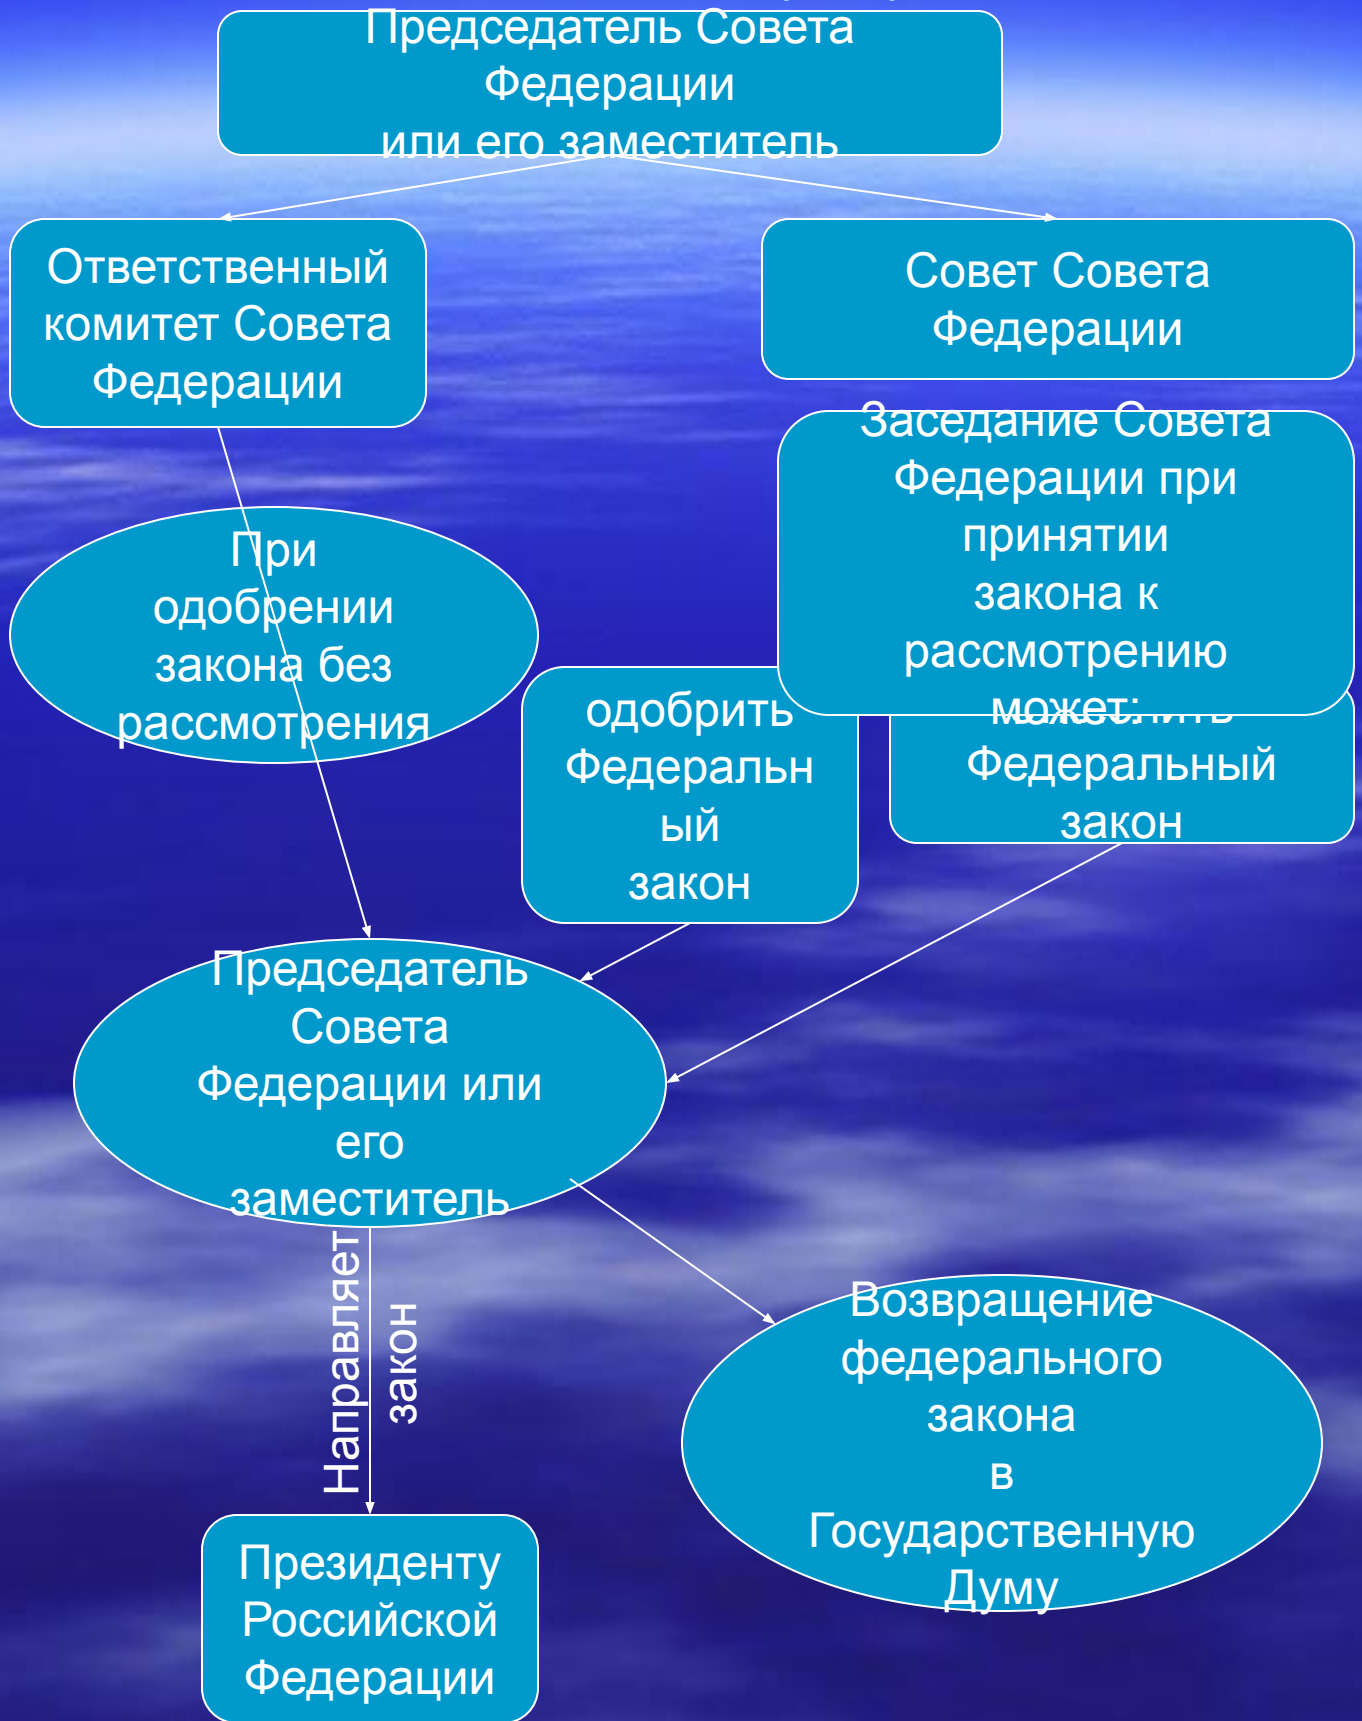 Председатель Совета
Федерации
или его заместитель
Ответственный
комитет Совета
Федерации
Совет Совета
Федерации
Заседание Совета
Федерации при
принятии
закона к
рассмотрению
может:
При
одобрении
закона без
рассмотрения
одобрить
Федеральн
ый
закон
Федеральный
закон
Председатель
Совета
Федерации или
его
заместитель
Направляет
закон
Возвращение
федерального
закона
в
Государственную
Думу
Президенту
Российской
Федерации